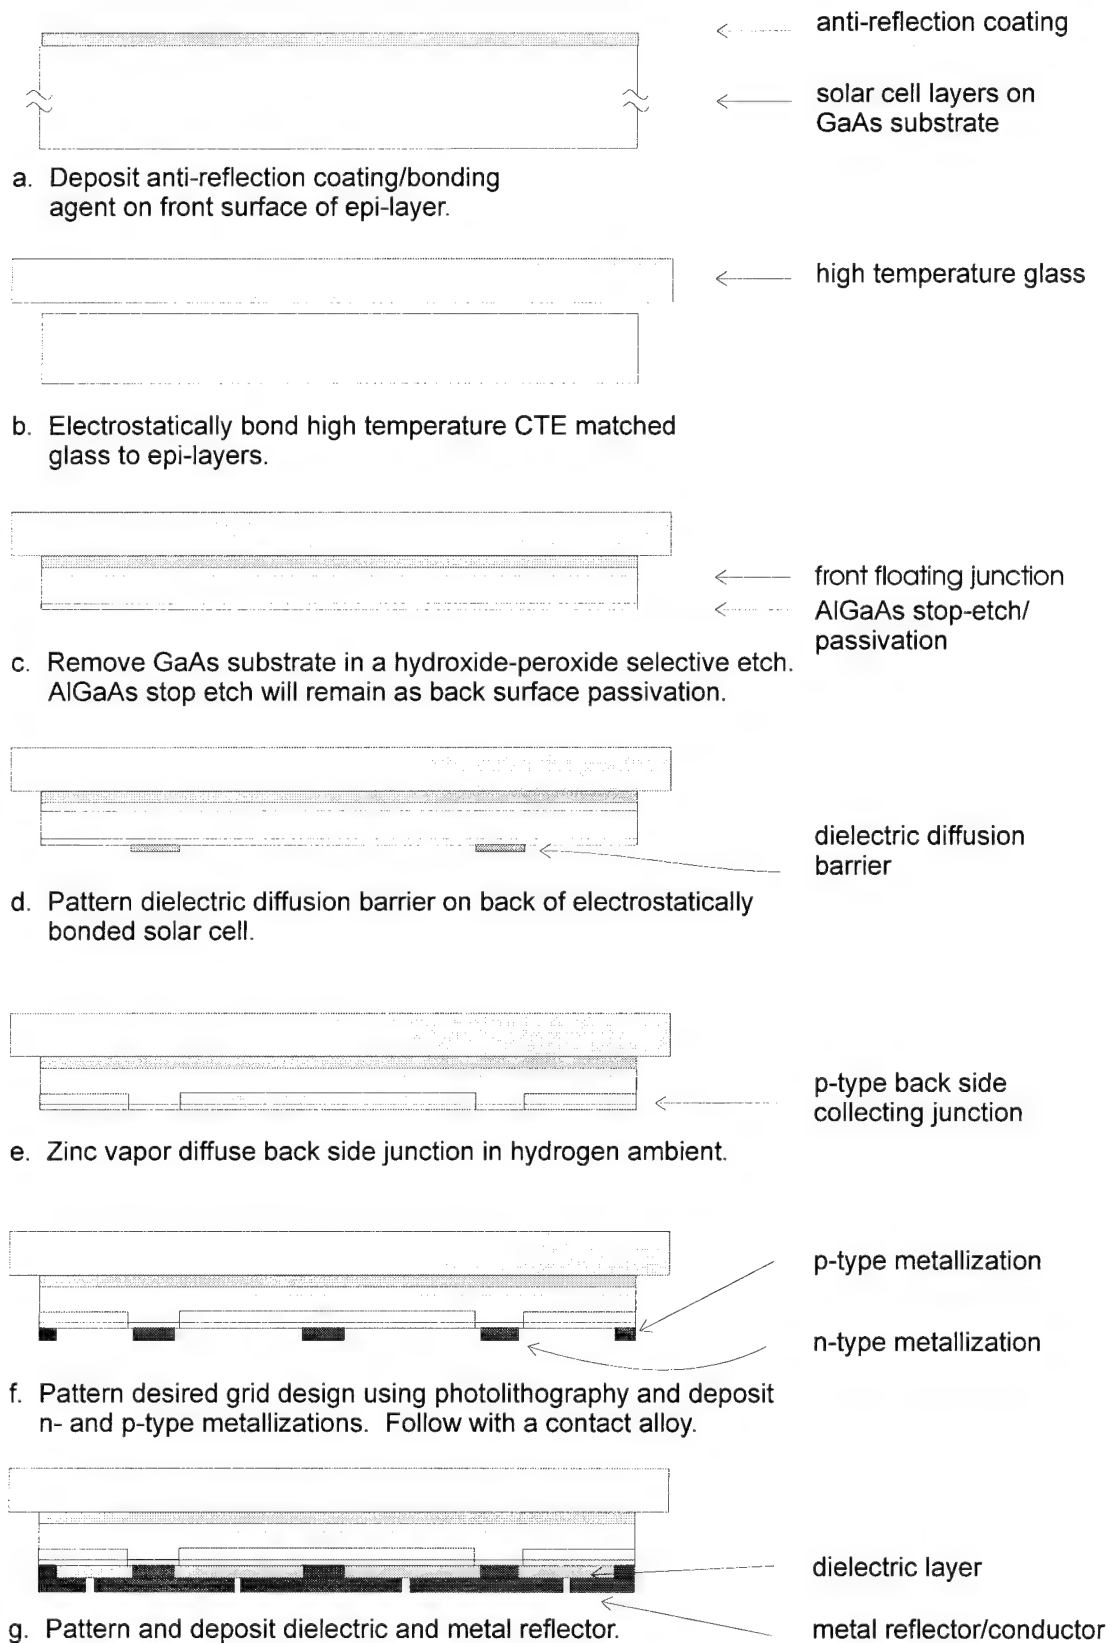 anti-reflection coating
solar cell layers on
GaAs substrate
a. Deposit anti-reflection coating/bonding
agent on front surface of epi-layer.
high temperature glass
b. Electrostatically bond high temperature CTE matched
glass to epi-layers.
front floating junction
AlGaAs stop-etch/
passivation
c. Remove GaAs substrate in a hydroxide-peroxide selective etch.
AlGaAs stop etch will remain as back surface passivation.
dielectric diffusion
barrier
d. Pattern dielectric diffusion barrier on back of electrostatically
bonded solar cell.
p-type back side
collecting junction
e. Zinc vapor diffuse back side junction in hydrogen ambient.
p-type metallization
n-type metallization
f. Pattern desired grid design using photolithography and deposit
n- and p-type metallizations. Follow with a contact alloy.
dielectric layer
metal reflector/conductor
g. Pattern and deposit dielectric and metal reflector.